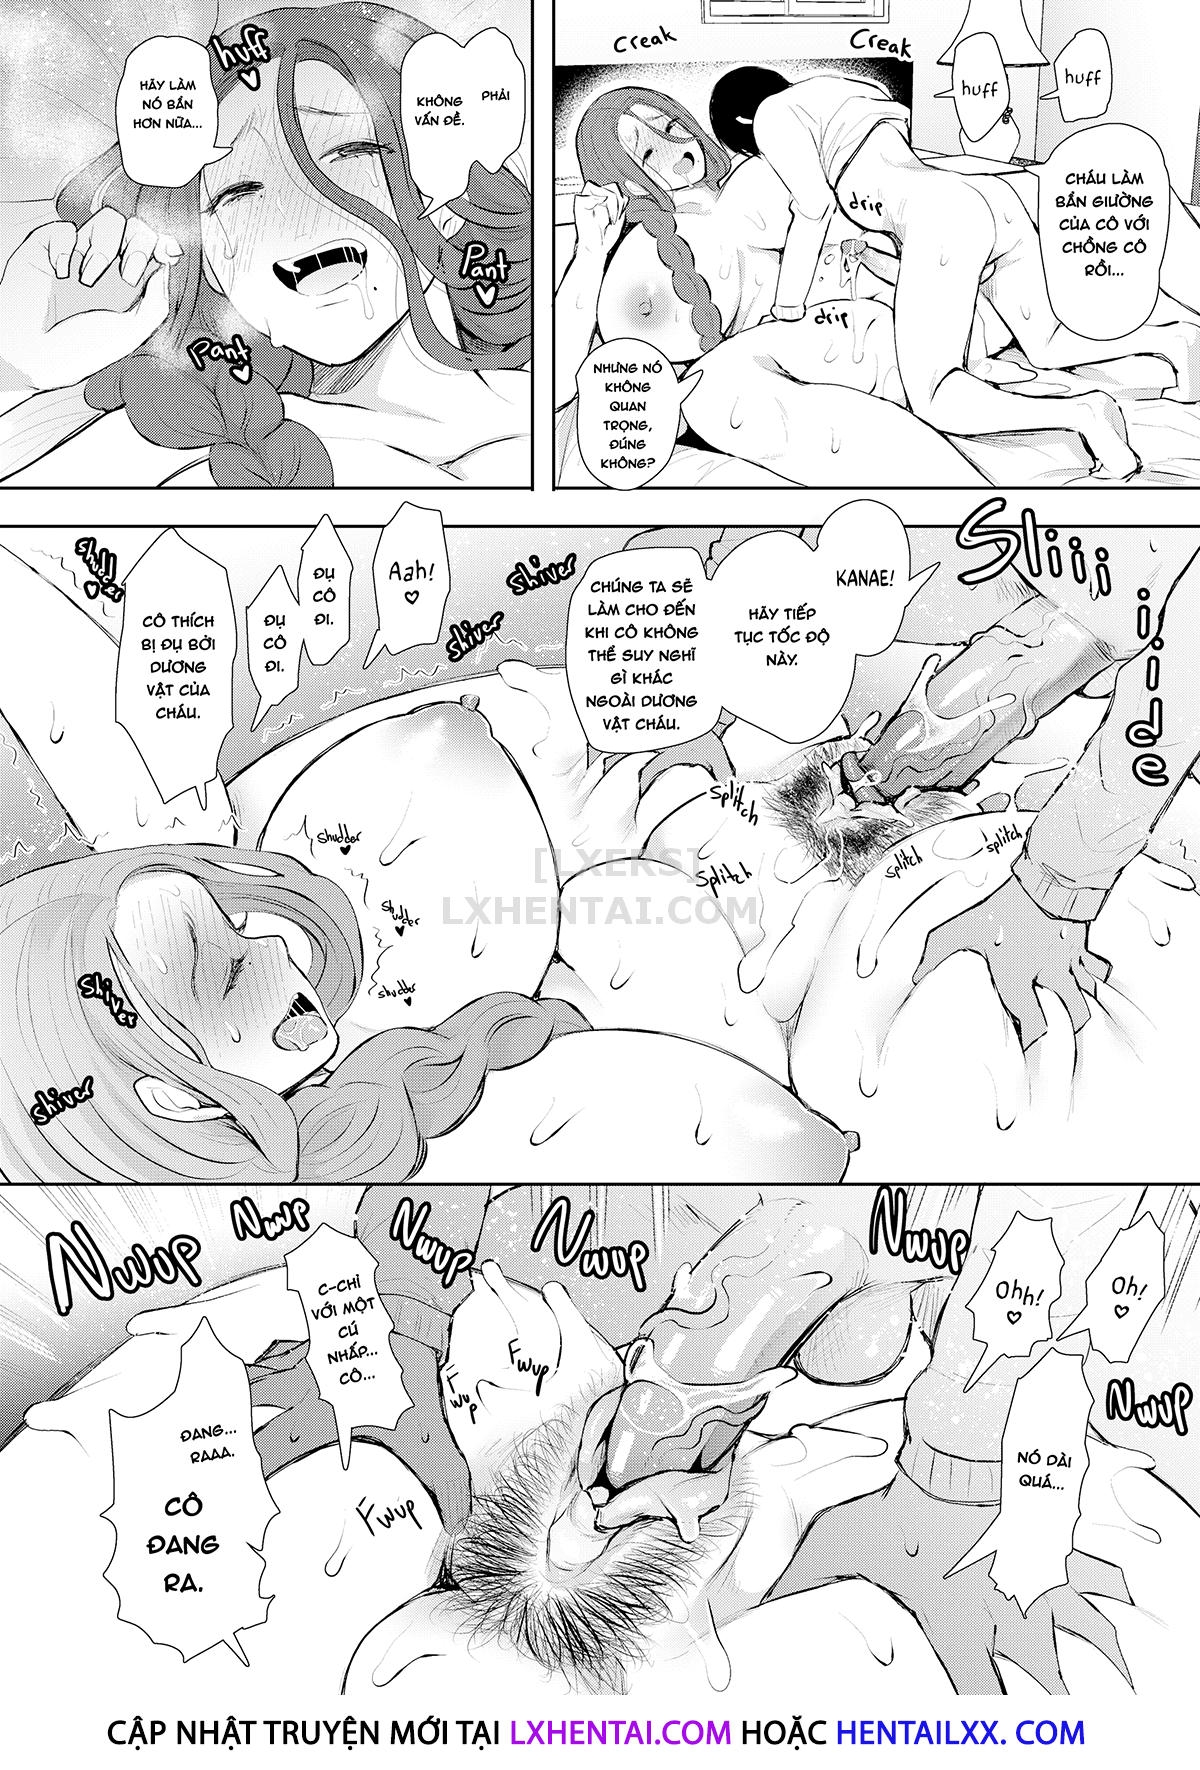 Creak
Creak
huff
huff
CHÁU LÀM
BẨN GIƯỜNG
CỦA CÔ VỚI
CHỒNG CÔ
RỒI...
drip
drip
NHƯNG NÓ
KHÔNG
QUAN
TRỌNG,
ĐÚNG
KHÔNG?
PHẢI
KHÔNG
VẤN ĐỀ.
huff
HÃY LÀM
NÓ BẨN
HƠN NỮA...
Pant
Pant
Sliiiii.i.ide
KANAE!
HÃY TIẾP
TỤC TỐC ĐỘ
NÀY.
CHÚNG TA SẼ
LÀM CHO ĐẾN
KHI CÔ KHÔNG
THỂ SUY NGHĨ
GÌ KHÁC
NGOÀI DƯƠNG
VẬT CHÁU.
shiver
shiver
Aah!
ĐỤ
CÔ
ĐI.
ĐỤ
CÔ
ĐI.
CÔ THÍCH
BỊ ĐỤ BỞI
DƯƠNG
VẬT CỦA
CHÁU.
shudder
splitch
splitch
splitch
splitch
shudder
shudder
shudder
shiver
shiver
[LXERS]
LXHENTAI.COM
Nwup
Nwup
Nwup
Nwup
Nwup
Nwup
Oh!
Ohh!
NÓ DÀI
QUÁ...
Fwup
Fwup
Fwup
C-CHỈ
VỚI MỘT
CÚ
NHẤP...
CÔ...
ĐANG...
RAAA.
CÔ
ĐANG
RA.
CẬP NHẬT TRUYỆN MỚI TẠI LXHENTAI.COM HOẶC HENTAILXX. COM